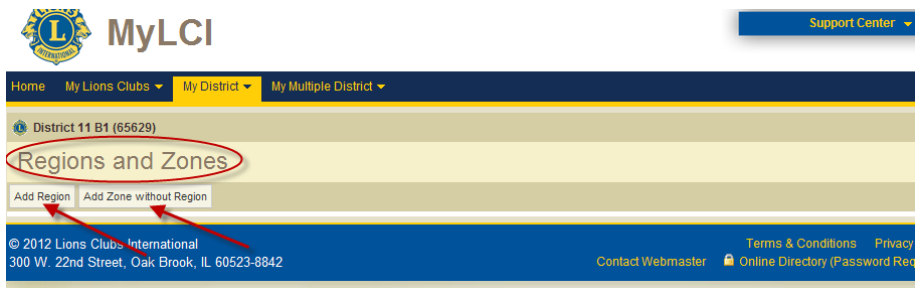 MyLCI
Support Center
Home My Lions Clubs My District My Multiple District
District 11 B1 (65629)
Regions and Zones
Add Region Add Zone without Region
© 2012 Lions Clubs International Terms & Conditions Privacy
300 W. 22nd Street, Oak Brook, IL 60523-8842 Contact Webmaster Online Directory (Password Req